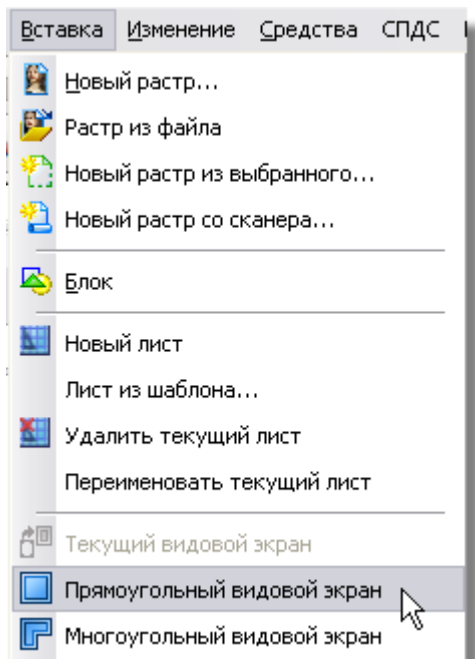 Вставка Изменение Средства СПДС
Новый растр...
Растр из файла
Новый растр из выбранного...
Новый растр со сканера...
Блок
Новый лист
Лист из шаблона...
Удалить текущий лист
Переименовать текущий лист
Текущий видовой экран
Прямоугольный видовой экран
Многоугольный видовой экран